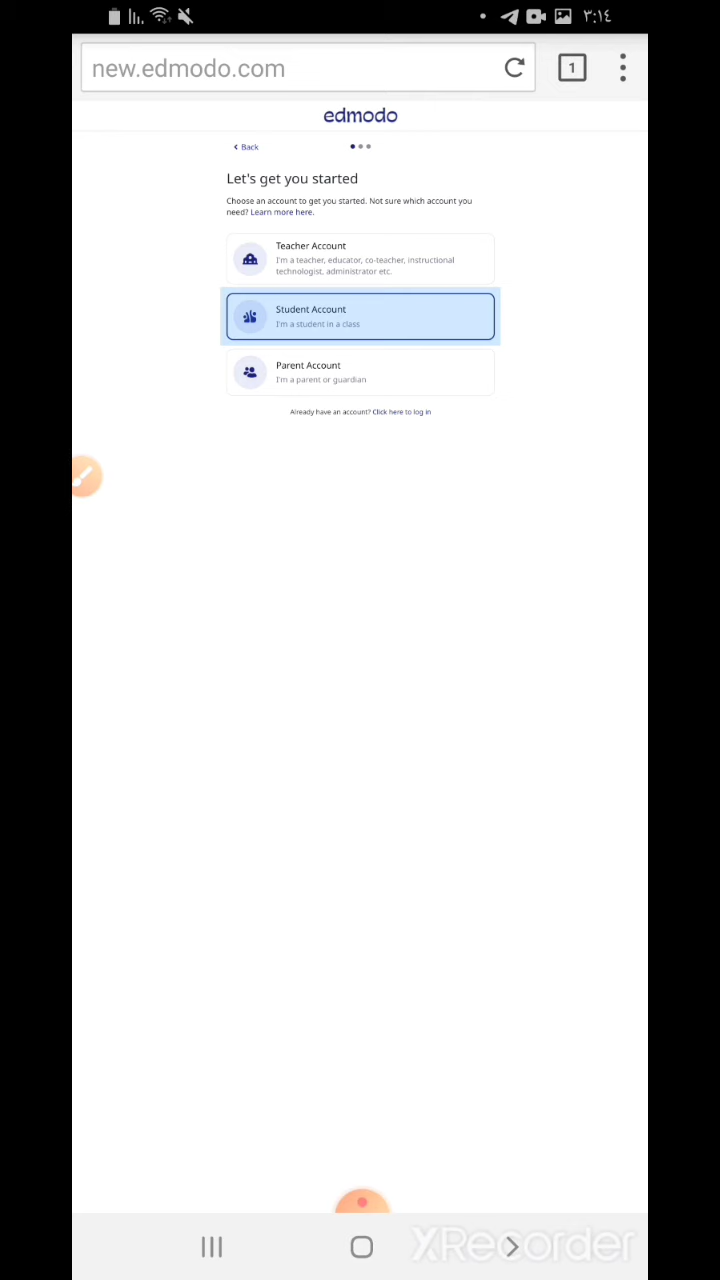 ٣:١٤
new.edmodo.com
1
edmodo
Back
Let's get you started
Choose an account to get you started. Not sure which account you
need? Learn more here.
Teacher Account
I'm a teacher, educator, co-teacher, instructional
technologist, administrator etc.
Student Account
I'm a student in a class
Parent Account
I'm a parent or guardian
Already have an account? Click here to log in
XRecorder